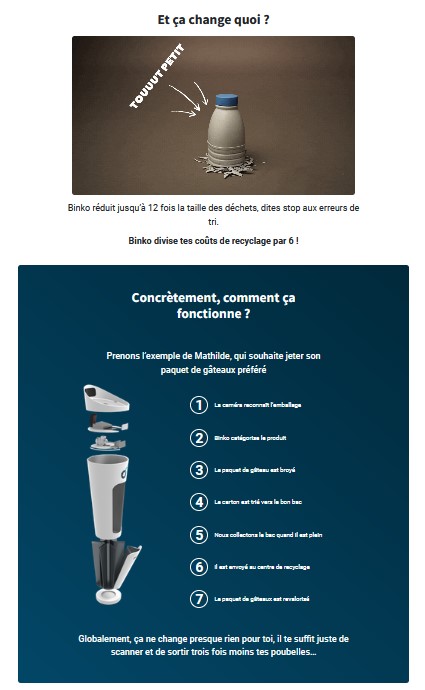 Et ça change quoi ?
TOUUUT PETIT
Binko réduit jusqu'à 12 fois la taille des déchets, dites stop aux erreurs de
tri.
Binko divise tes coûts de recyclage par 6 !
Concrètement, comment ça
fonctionne ?
Prenons l'exemple de Mathilde, qui souhaite jeter son
paquet de gâteaux préféré
1 La caméra reconnaît l'emballage
2 Binko catégorise le produit
3 Le paquet de gâteau est broyé
4 Le carton est trié vers le bon bac
5 Nous collectons le bac quand il est plein
6 Il est envoyé au centre de recyclage
7 Le paquet de gâteaux est revalorisé
Globalement, ça ne change presque rien pour toi, il te suffit juste de
scanner et de sortir trois fois moins tes poubelles...